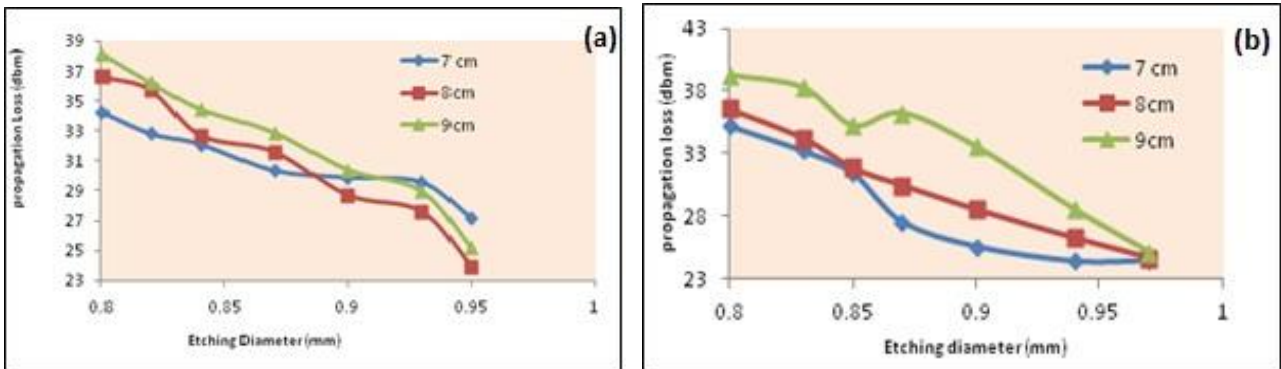 (a)
propagation Loss (dbm)
39
37
35
33
31
29
27
25
23
0.8 0.85 0.9 0.95 1
Etching Diameter (mm)
7 cm
8cm
9cm
(b)
propagation loss (dbm)
43
38
33
28
23
0.8 0.85 0.9 0.95 1
Etching diameter (mm)
7 cm
8cm
9cm